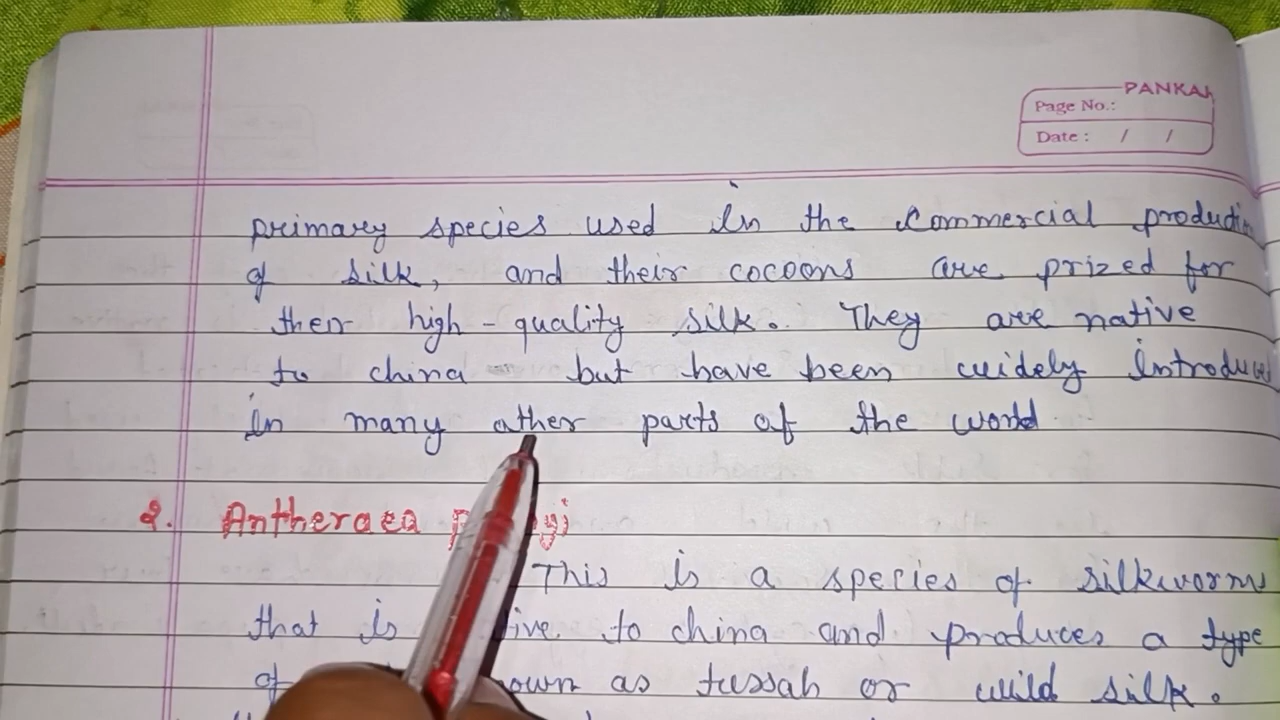 PANKAJ
Page No.:
Date : / /
primary species used in the commercial production
of silk, and their cocoons are prized for
their high - quality silk. They are native
to china - but have been widely introduced
in many other parts of the world
2. Antheraea
This is a species of silkworms
that is to china and produces a type
of as tussah or wild silk.